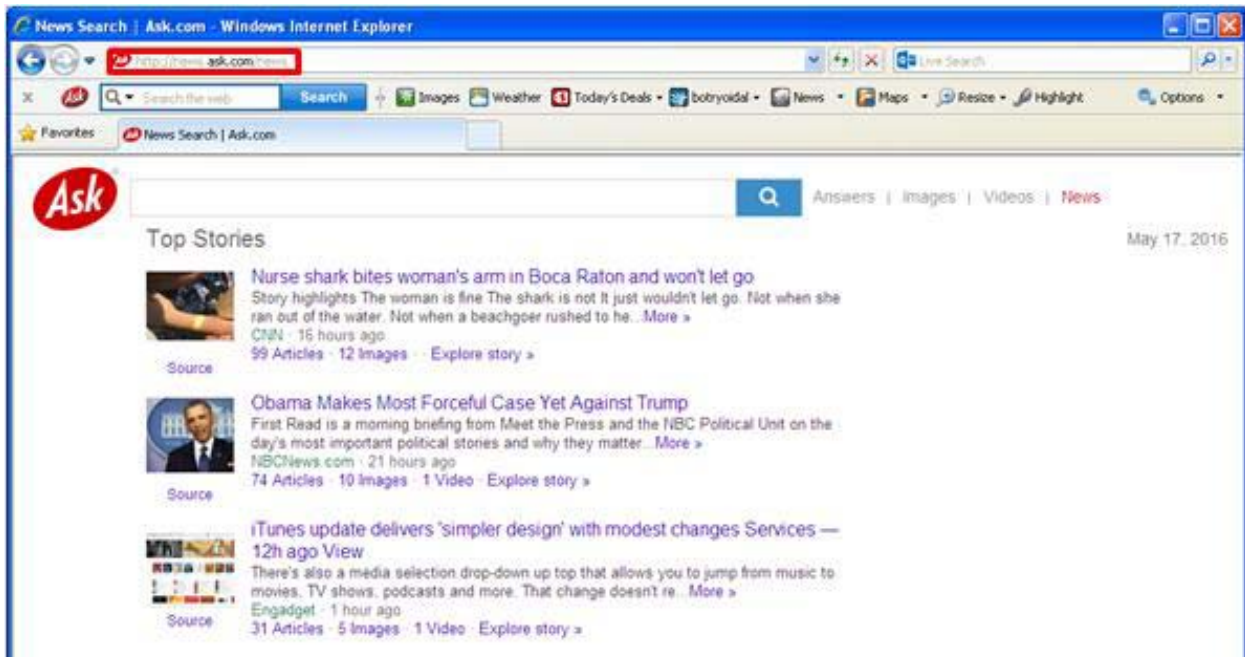 News Search | Ask.com - Windows Internet Explorer
http://news.ask.com/news
Live Search
x Ask Search the web Search Images Weather Today's Deals botryoidal News Maps Resize Highlight Options
Favorites News Search | Ask.com
Ask Answers | Images | Videos | News
Top Stories May 17, 2016
Nurse shark bites woman's arm in Boca Raton and won't let go
Story highlights The woman is fine The shark is not It just wouldn't let go. Not when she
ran out of the water. Not when a beachgoer rushed to he...More »
CNN · 16 hours ago
99 Articles · 12 Images · · Explore story »
Source
Obama Makes Most Forceful Case Yet Against Trump
First Read is a morning briefing from Meet the Press and the NBC Political Unit on the
day's most important political stories and why they matter...More »
NBCNews.com · 21 hours ago
74 Articles · 10 Images · 1 Video · Explore story »
Source
iTunes update delivers 'simpler design' with modest changes Services —
12h ago View
There's also a media selection drop-down up top that allows you to jump from music to
movies, TV shows, podcasts and more. That change doesn't re...More »
Engadget · 1 hour ago
31 Articles · 5 Images · 1 Video · Explore story »
Source